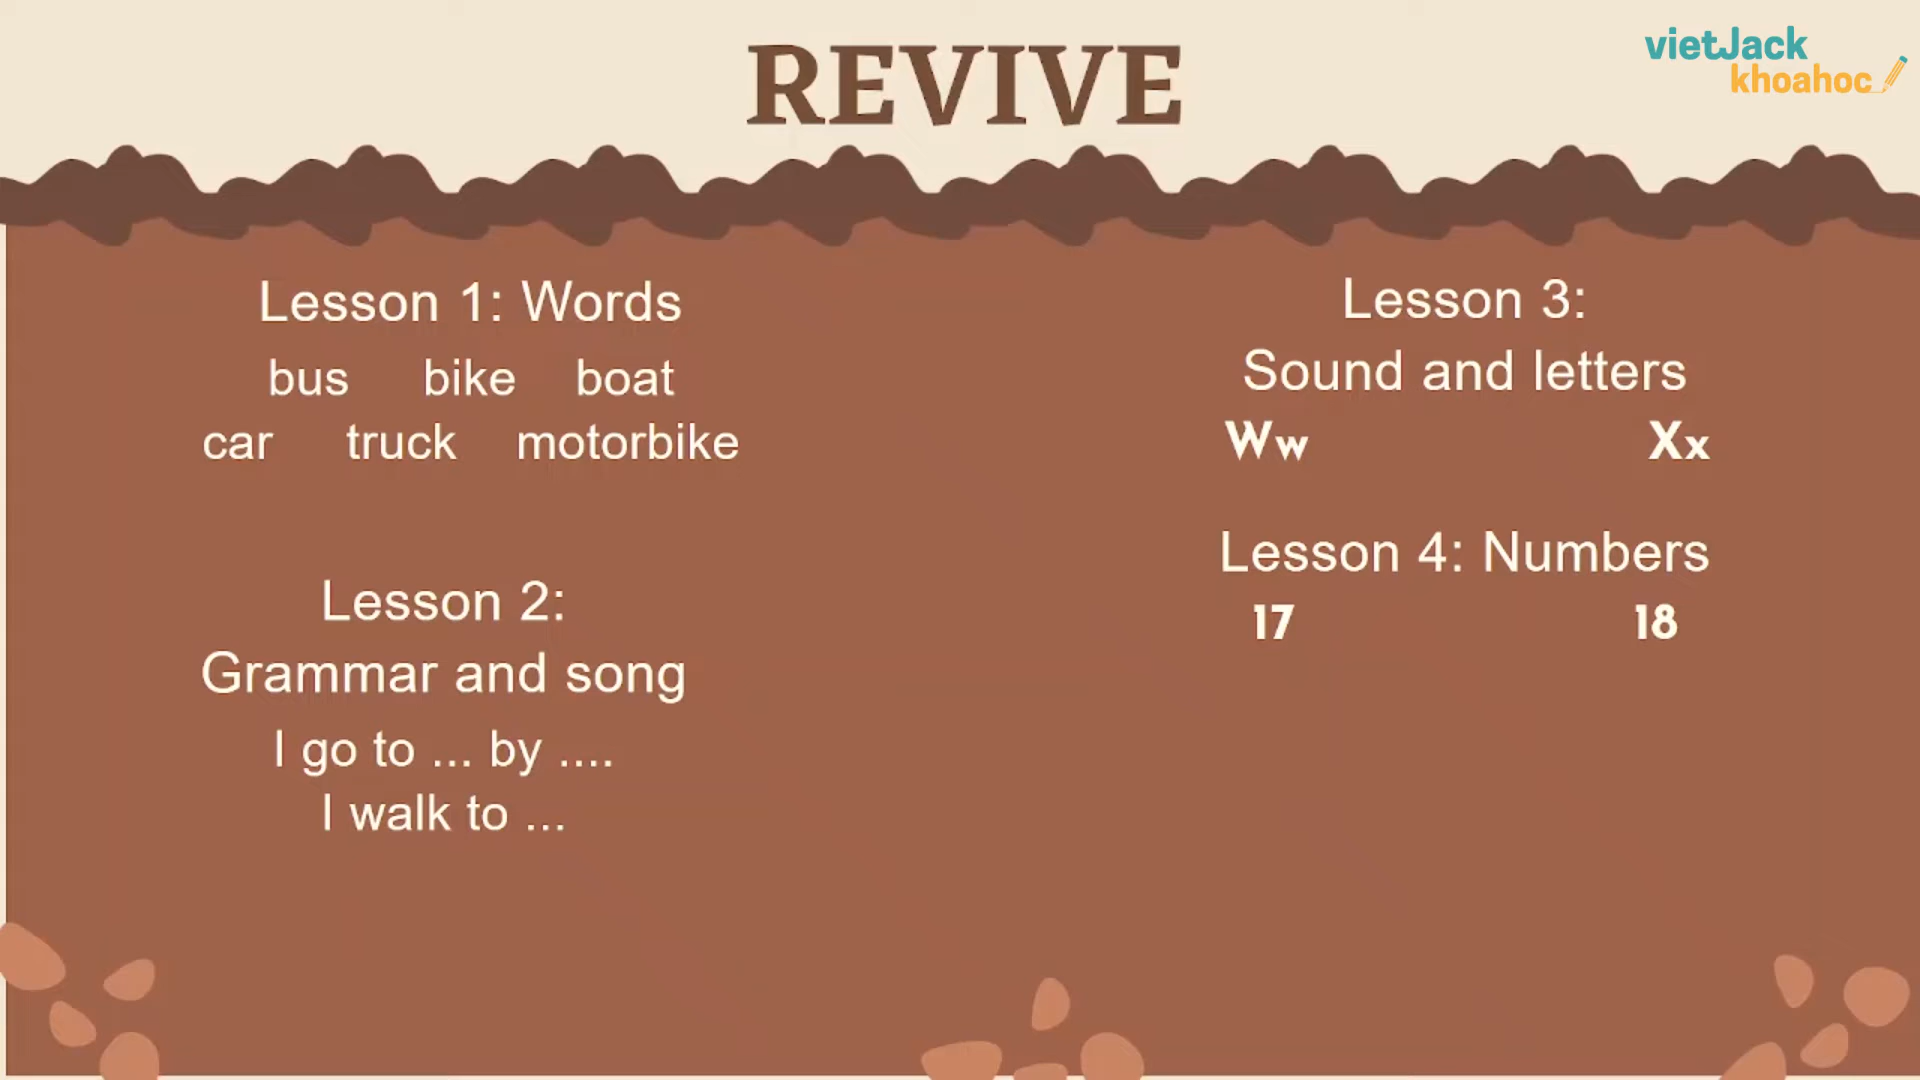 REVIVE
vietJack
khoahoc
Lesson 1: Words
bus bike boat
car truck motorbike
Lesson 2:
Grammar and song
I go to ... by ....
I walk to ...
Lesson 3:
Sound and letters
Ww Xx
Lesson 4: Numbers
17 18